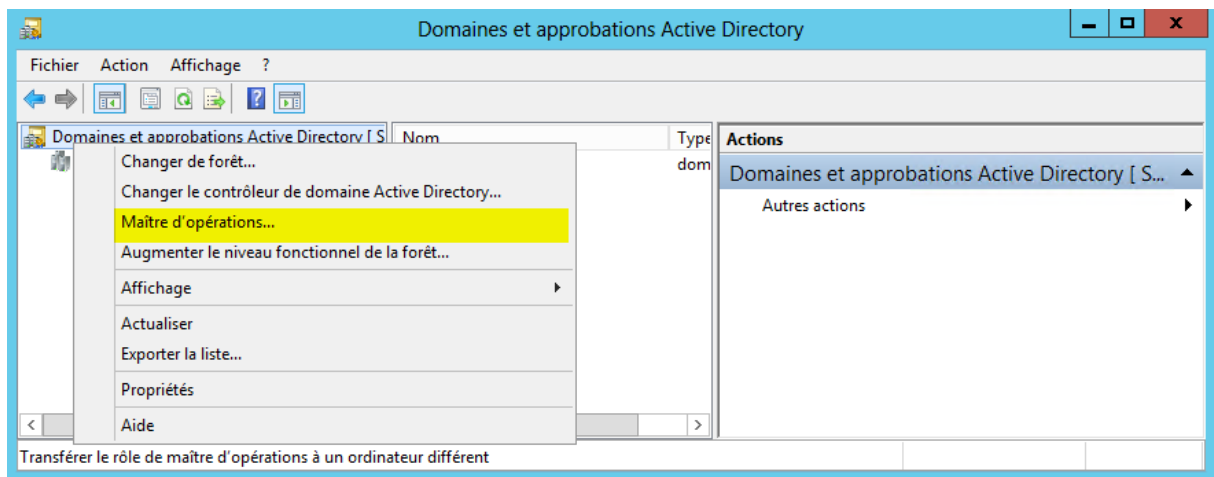 Domaines et approbations Active Directory
Fichier Action Affichage ?
Domaines et approbations Active Directory [ S
Nom
Type
dom
Changer de forêt...
Changer le contrôleur de domaine Active Directory...
Maître d'opérations...
Augmenter le niveau fonctionnel de la forêt...
Affichage
Actualiser
Exporter la liste...
Propriétés
Aide
Actions
Domaines et approbations Active Directory [ S...
Autres actions
Transférer le rôle de maître d'opérations à un ordinateur différent